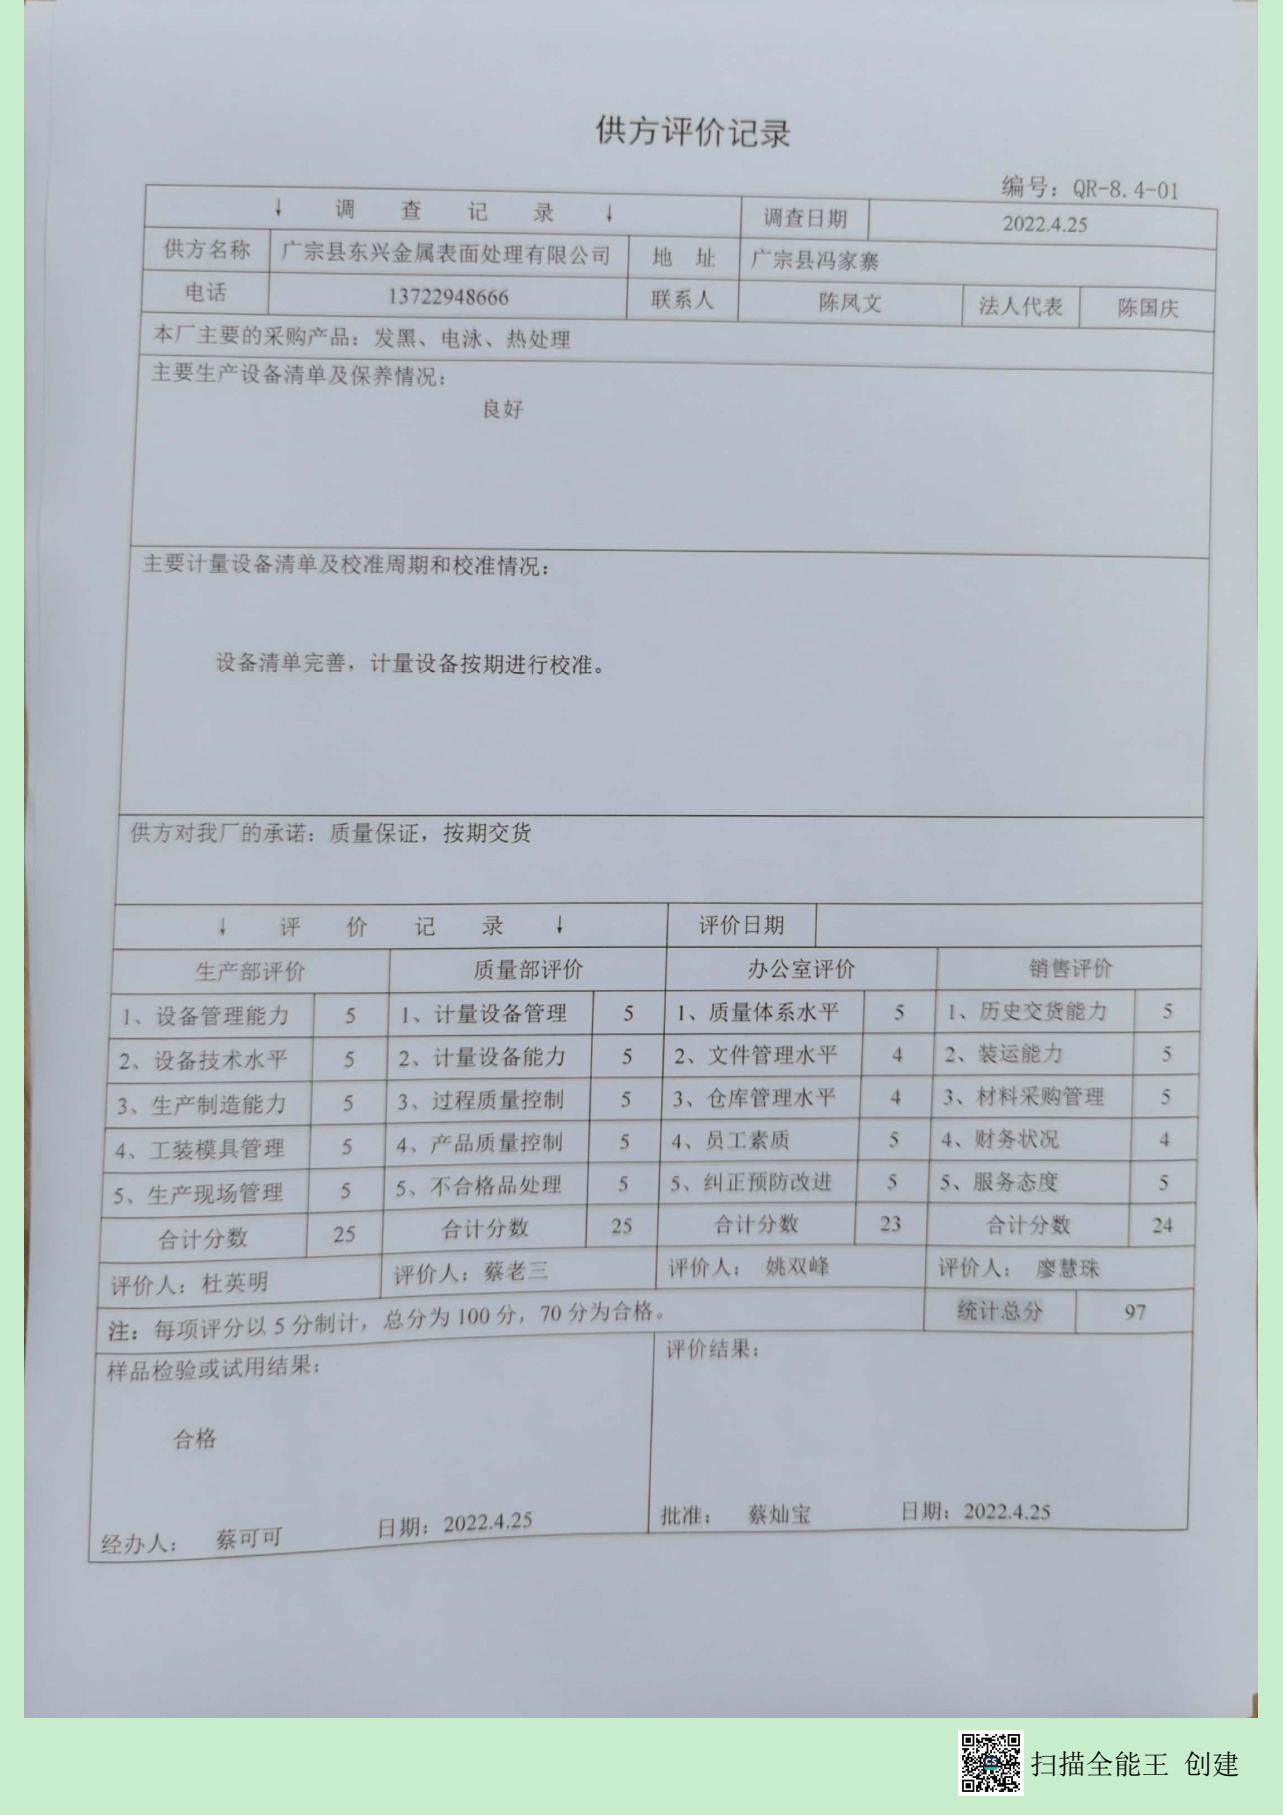 供方评价记录
编号：QR-8.4-01
↓ 调 查 记 录 ↓ 调查日期 2022.4.25
供方名称 广宗县东兴金属表面处理有限公司 地 址 广宗县冯家寨
电话 13722948666 联系人 陈凤文 法人代表 陈国庆
本厂主要的采购产品：发黑、电泳、热处理
主要生产设备清单及保养情况：
良好
主要计量设备清单及校准周期和校准情况：
设备清单完善，计量设备按期进行校准。
供方对我厂的承诺：质量保证，按期交货
↓ 评 价 记 录 ↓ 评价日期
生产部评价 质量部评价 办公室评价 销售评价
1、设备管理能力 5 1、计量设备管理 5 1、质量体系水平 5 1、历史交货能力 5
2、设备技术水平 5 2、计量设备能力 5 2、文件管理水平 4 2、装运能力 5
3、生产制造能力 5 3、过程质量控制 5 3、仓库管理水平 4 3、材料采购管理 5
4、工装模具管理 5 4、产品质量控制 5 4、员工素质 5 4、财务状况 4
5、生产现场管理 5 5、不合格品处理 5 5、纠正预防改进 5 5、服务态度 5
合计分数 25 合计分数 25 合计分数 23 合计分数 24
评价人：杜英明 评价人：蔡老三 评价人： 姚双峰 评价人： 廖慧珠
注：每项评分以 5 分制计，总分为 100 分，70 分为合格。 统计总分 97
样品检验或试用结果： 评价结果：
合格
经办人： 蔡可可 日期：2022.4.25 批准： 蔡灿宝 日期：2022.4.25
扫描全能王 创建